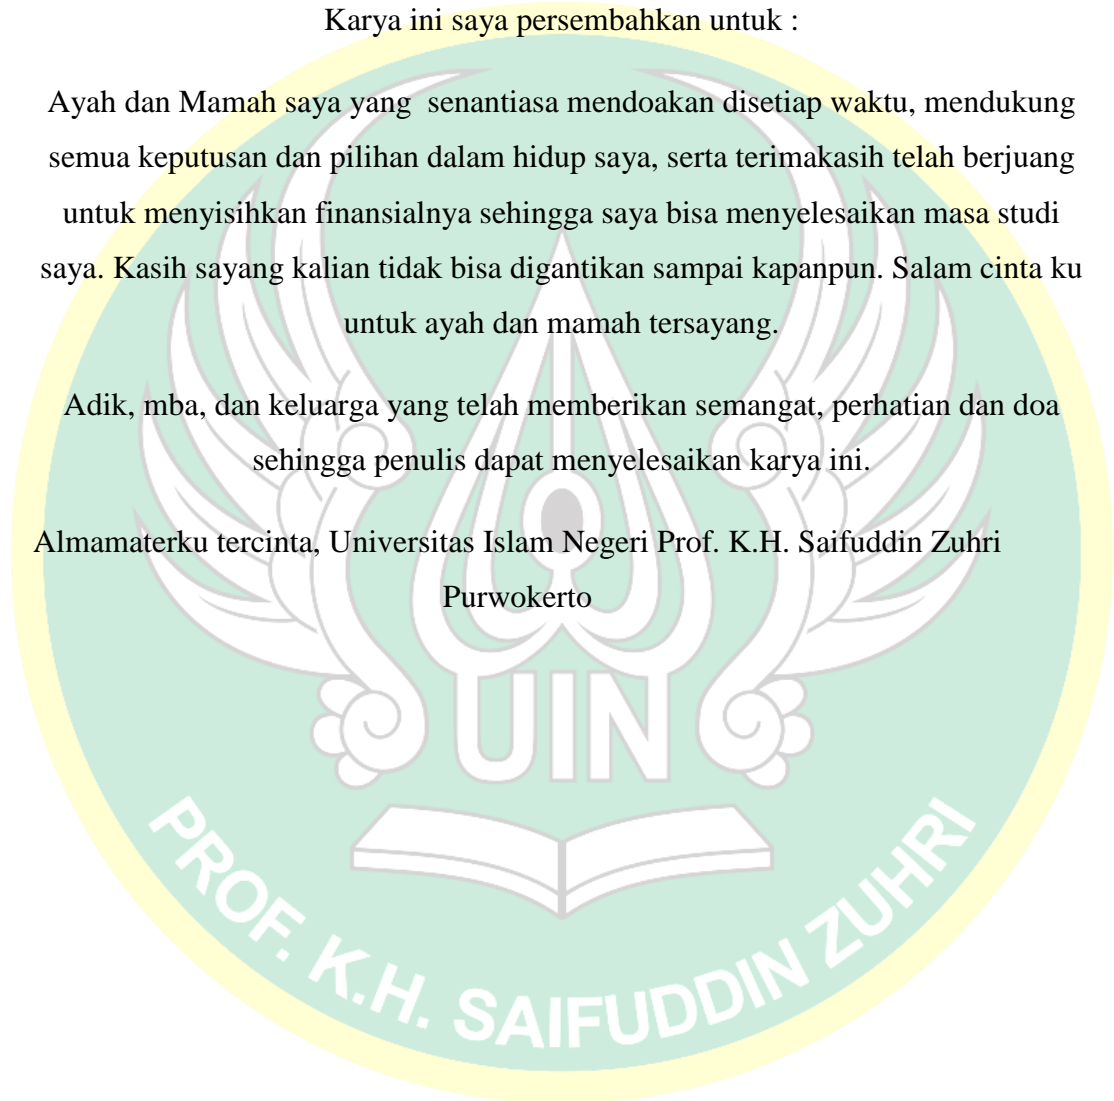 Karya ini saya persembahkan untuk :
Ayah dan Mamah saya yang  senantiasa mendoakan disetiap waktu, mendukung
semua keputusan dan pilihan dalam hidup saya, serta terimakasih telah berjuang
untuk menyisihkan finansialnya sehingga saya bisa menyelesaikan masa studi
saya. Kasih sayang kalian tidak bisa digantikan sampai kapanpun. Salam cinta ku
untuk ayah dan mamah tersayang.
Adik, mba, dan keluarga yang telah memberikan semangat, perhatian dan doa
sehingga penulis dapat menyelesaikan karya ini.
Almamaterku tercinta, Universitas Islam Negeri Prof. K.H. Saifuddin Zuhri
Purwokerto
UIN
PROF. K.H. SAIFUDDIN ZUHRI